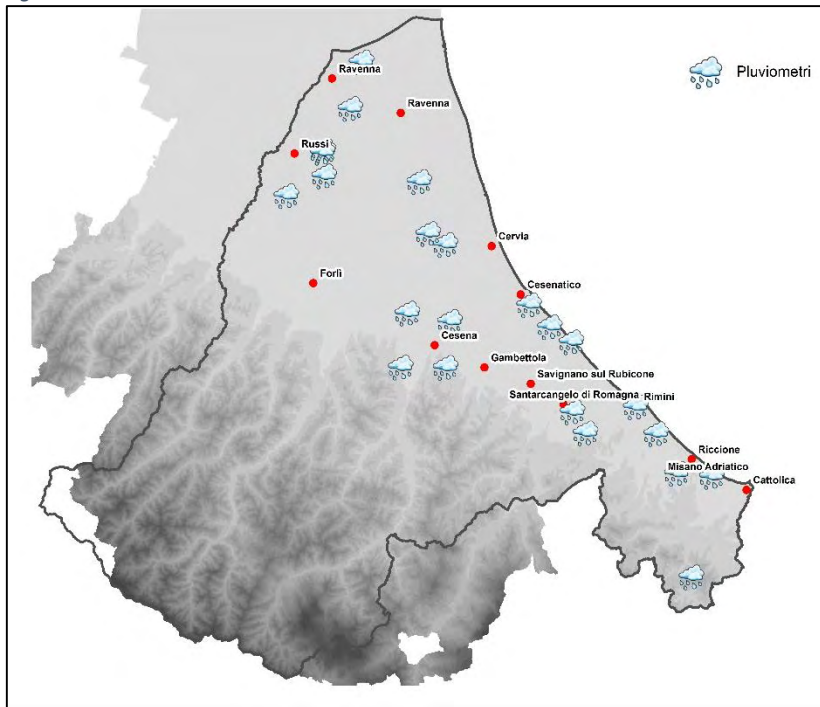 Ravenna
Pluviometri
Ravenna
Russi
Cervia
Forlì
Cesenatico
Cesena
Gambettola
Savignano sul Rubicone
Santarcangelo di Romagna
Rimini
Riccione
Misano Adriatico
Cattolica